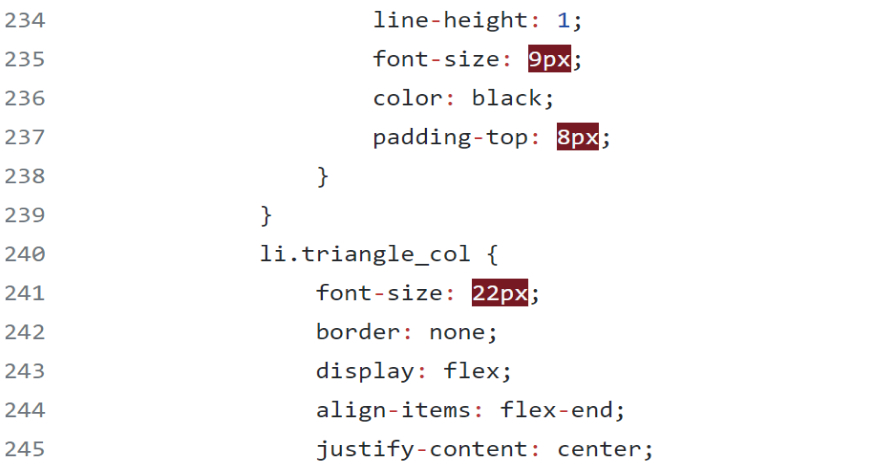 234 line-height: 1;
235 font-size: 9px;
236 color: black;
237 padding-top: 8px;
238 }
239 }
240 li.triangle_col {
241 font-size: 22px;
242 border: none;
243 display: flex;
244 align-items: flex-end;
245 justify-content: center;